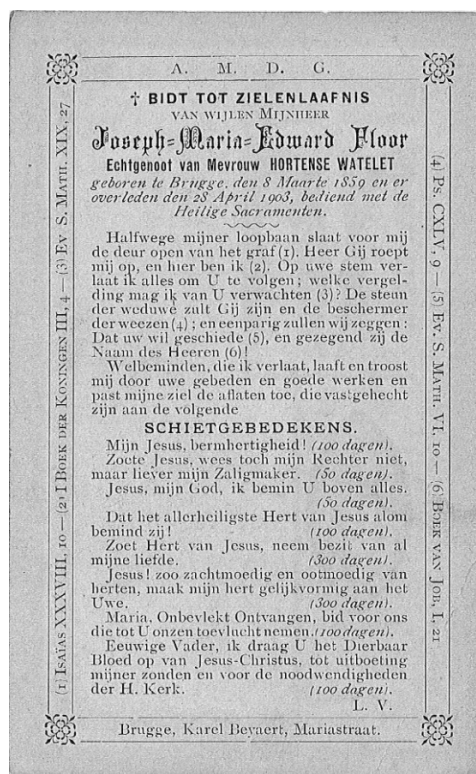 A. M. D. G.
† BIDT TOT ZIELENLAAFNIS
VAN WIJLEN MIJNHEER
Joseph-Maria-Edward Floor
Echtgenoot van Mevrouw HORTENSE WATELET
geboren te Brugge, den 8 Maarte 1859 en er
overleden den 28 April 1903, bediend met de
Heilige Sacramenten.
Halfwege mijner loopbaan slaat voor mij
de deur open van het graf (1). Heer Gij roept
mij op, en hier ben ik (2). Op uwe stem ver-
laat ik alles om U te volgen; welke vergel-
ding mag ik van U verwachten (3)? De steun
der weduwe zult Gij zijn en de beschermer
der weezen (4); en eenparig zullen wij zeggen:
Dat uw wil geschiede (5), en gezegend zij de
Naam des Heeren (6)!
Welbeminden, die ik verlaat, laaft en troost
mij door uwe gebeden en goede werken en
past mijne ziel de aflaten toe, die vastgehecht
zijn aan de volgende
SCHIETGEBEDEKENS.
Mijn Jesus, bermhertigheid! (100 dagen).
Zoete Jesus, wees toch mijn Rechter niet,
maar liever mijn Zaligmaker. (50 dagen).
Jesus, mijn God, ik bemin U boven alles.
(50 dagen).
Dat het allerheiligste Hert van Jesus alom
bemind zij! (100 dagen).
Zoet Hert van Jesus, neem bezit van al
mijne liefde. (300 dagen).
Jesus! zoo zachtmoedig en ootmoedig van
herten, maak mijn hert gelijkvormig aan het
Uwe. (300 dagen).
Maria, Onbevlekt Ontvangen, bid voor ons
die tot U onzen toevlucht nemen. (100 dagen).
Eeuwige Vader, ik draag U het Dierbaar
Bloed op van Jesus-Christus, tot uitboeting
mijner zonden en voor de noodwendigheden
der H. Kerk. (100 dagen).
L. V.
Brugge, Karel Beyaert, Mariastraat.
(1) ISAÏAS XXXVIII, 10 — (2) I BOEK DER KONINGEN III, 4 — (3) EV S. MATH. XIX, 27
(4) PS. CXLV, 9 — (5) EV. S. MATH. VI, 10 — (6) BOEK VAN JOB, I, 21